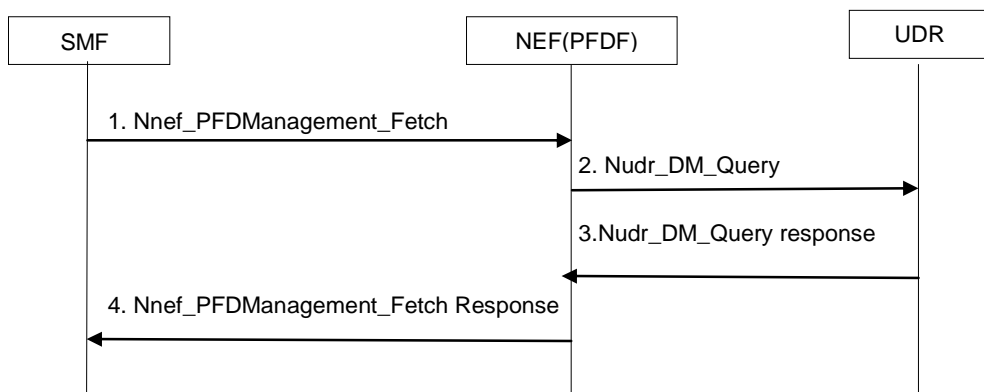 SMF
NEF(PFDF)
UDR
1. Nnef_PFDManagement_Fetch
2. Nudr_DM_Query
3.Nudr_DM_Query response
4. Nnef_PFDManagement_Fetch Response